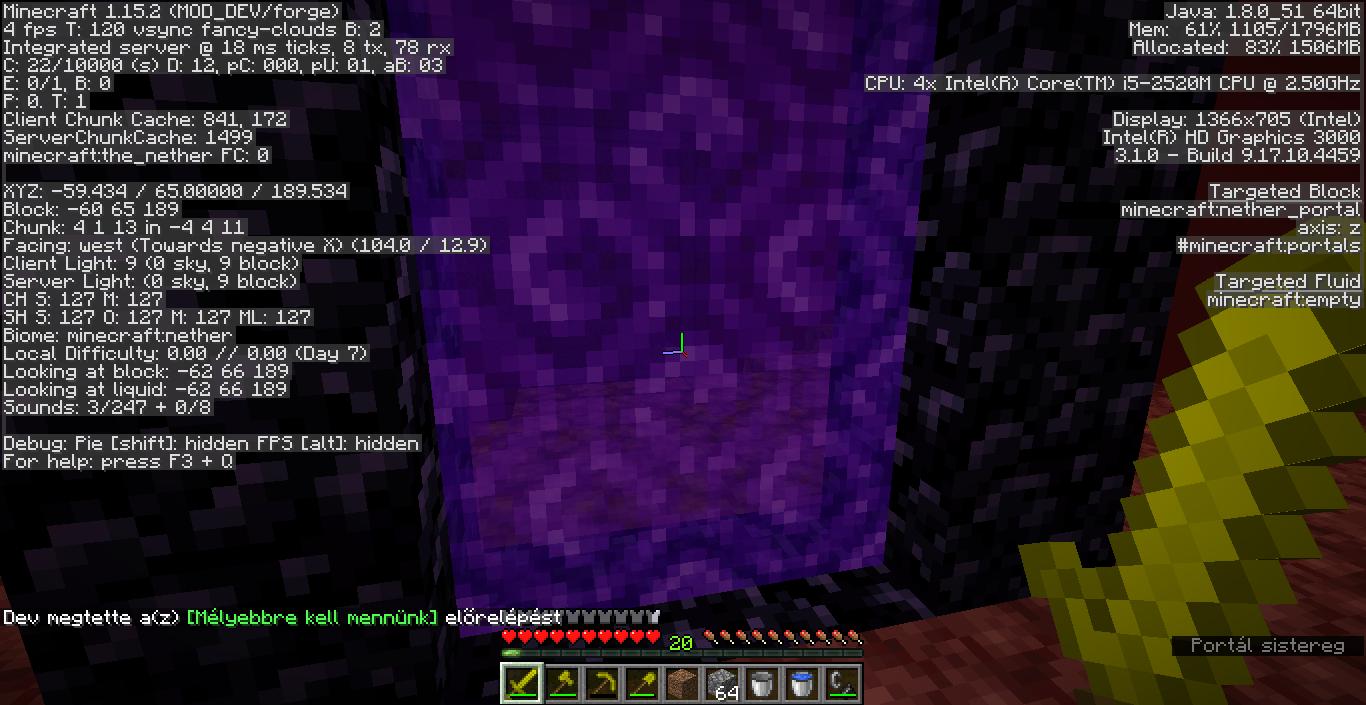 Minecraft 1.15.2 (MOD_DEV/forge)
4 fps T: 120 vsync fancy-clouds B: 2
Integrated server @ 18 ms ticks, 8 tx, 78 rx
C: 22/10000 (s) D: 12, pC: 000, pU: 01, aB: 03
E: 0/1, B: 0
P: 0. T: 1
Client Chunk Cache: 841, 172
ServerChunkCache: 1499
minecraft:the_nether FC: 0
XYZ: -59.434 / 65.00000 / 189.534
Block: -60 65 189
Chunk: 4 1 13 in -4 4 11
Facing: west (Towards negative X) (104.0 / 12.9)
Client Light: 9 (0 sky, 9 block)
Server Light: (0 sky, 9 block)
CH S: 127 M: 127
SH S: 127 O: 127 M: 127 ML: 127
Biome: minecraft:nether
Local Difficulty: 0.00 // 0.00 (Day 7)
Looking at block: -62 66 189
Looking at liquid: -62 66 189
Sounds: 3/247 + 0/8
Debug: Pie [shift]: hidden FPS [alt]: hidden
For help: press F3 + Q
Java: 1.8.0_51 64bit
Mem: 61% 1105/1796MB
Allocated: 83% 1506MB
CPU: 4x Intel(R) Core(TM) i5-2520M CPU @ 2.50GHz
Display: 1366x705 (Intel)
Intel(R) HD Graphics 3000
3.1.0 - Build 9.17.10.4459
Targeted Block
minecraft:nether_portal
axis: z
#minecraft:portals
Targeted Fluid
minecraft:empty
Dev megtette a(z) [Mélyebbre kell mennünk] előrelépést
20
Portál sistereg
64